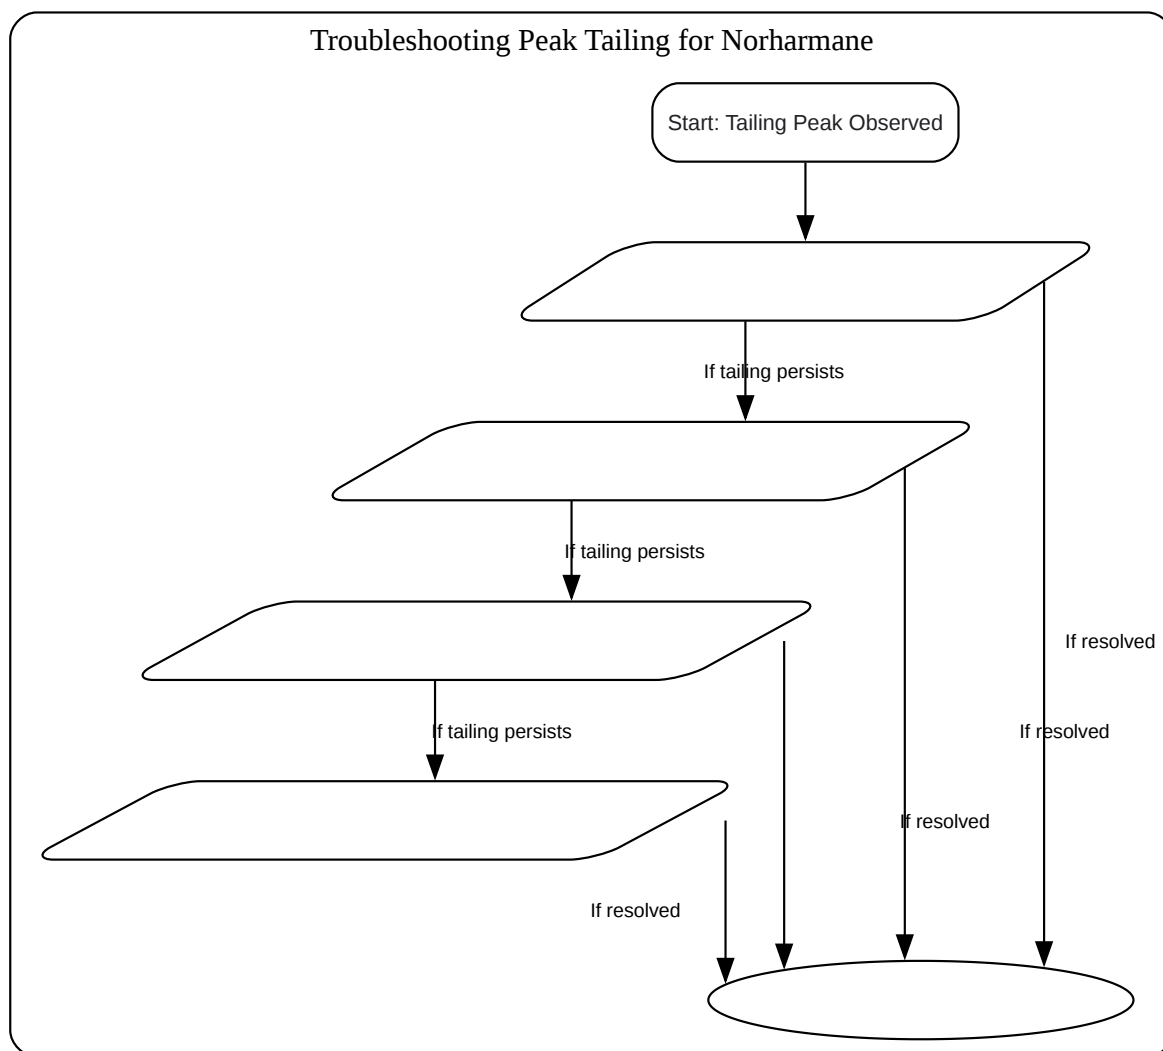 Troubleshooting Peak Tailing for Norharmane
Start: Tailing Peak Observed
If tailing persists
If tailing persists
If resolved
If tailing persists
If resolved
If resolved
If resolved